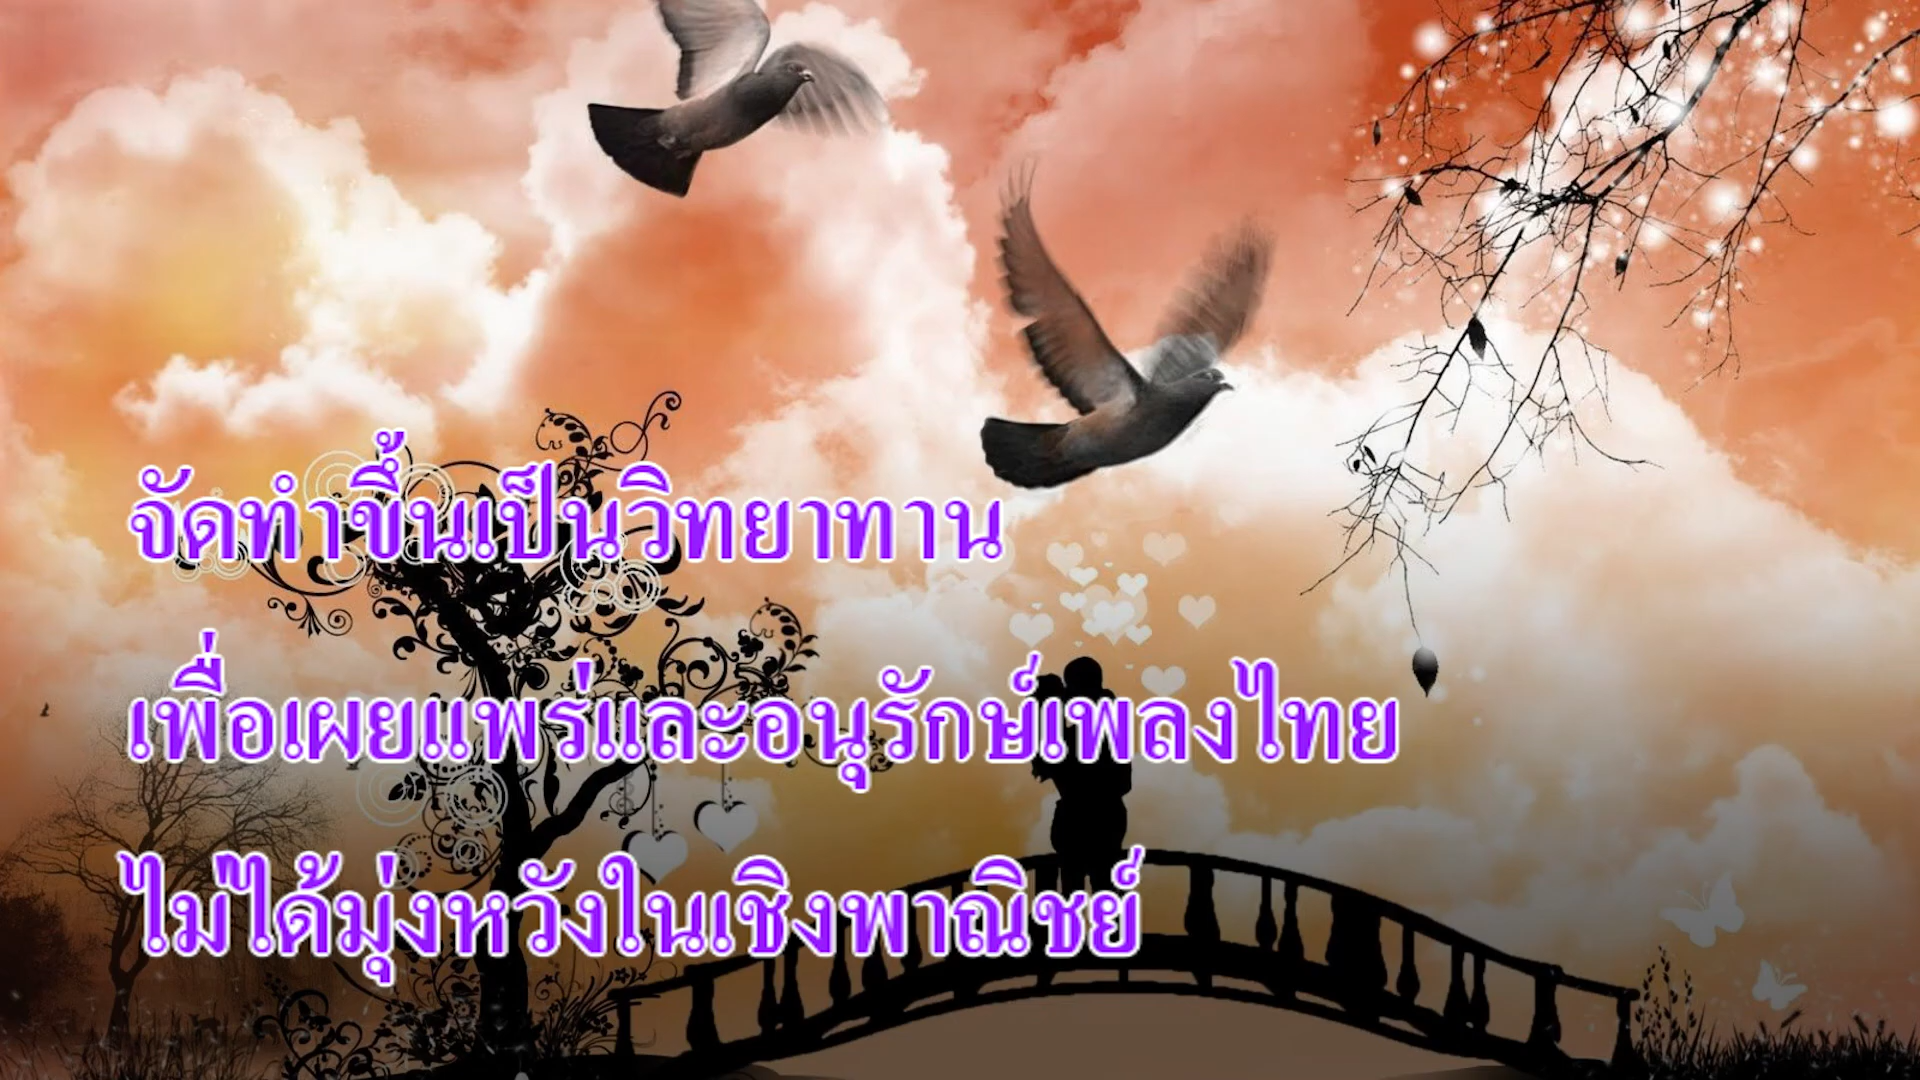 จัดทำขึ้นเป็นวิทยาทาน
เพื่อเผยแพร่และอนุรักษ์เพลงไทย
ไม่ได้มุ่งหวังในเชิงพาณิชย์